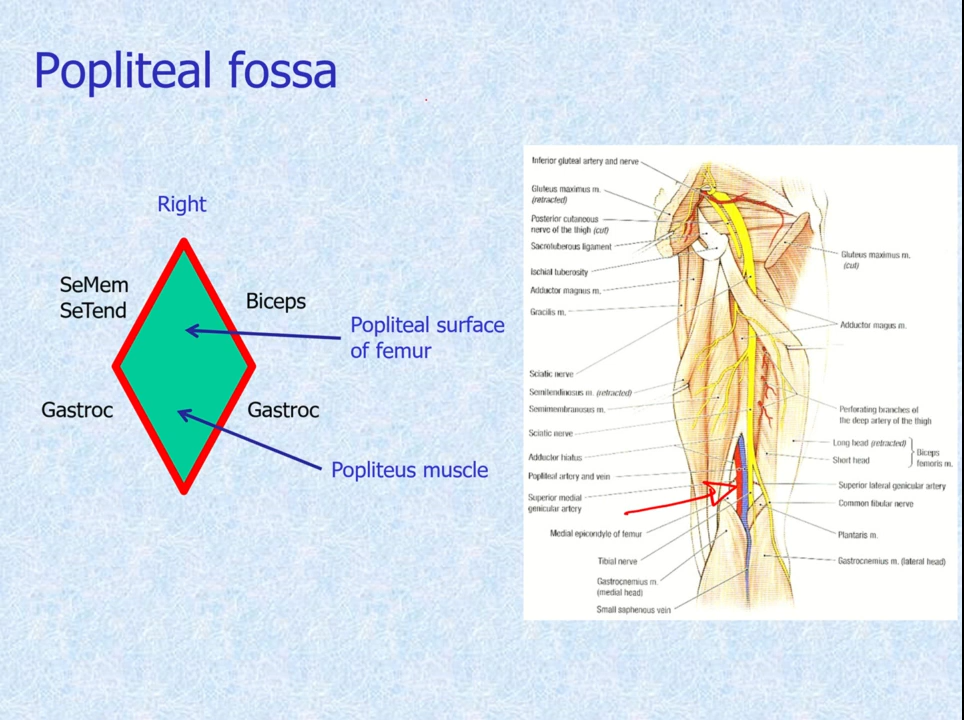 Popliteal fossa
Right
SeMem
SeTend
Biceps
Popliteal surface
of femur
Gastroc
Gastroc
Popliteus muscle
Inferior gluteal artery and nerve
Gluteus maximus m.
(retracted)
Posterior cutaneous
nerve of the thigh (cut)
Sacrotuberous ligament
Ischial tuberosity
Adductor magnus m.
Gracilis m.
Sciatic nerve
Semitendinosus m. (retracted)
Semimembranosus m.
Sciatic nerve
Adductor hiatus
Popliteal artery and vein
Superior medial
genicular artery
Medial epicondyle of femur
Tibial nerve
Gastrocnemius m.
(medial head)
Small saphenous vein
Gluteus maximus m.
(cut)
Adductor magus m.
Perforating branches of
the deep artery of the thigh
Long head (retracted)
Short head
Biceps
femoris m.
Superior lateral genicular artery
Common fibular nerve
Plantaris m.
Gastrocnemius m. (lateral head)